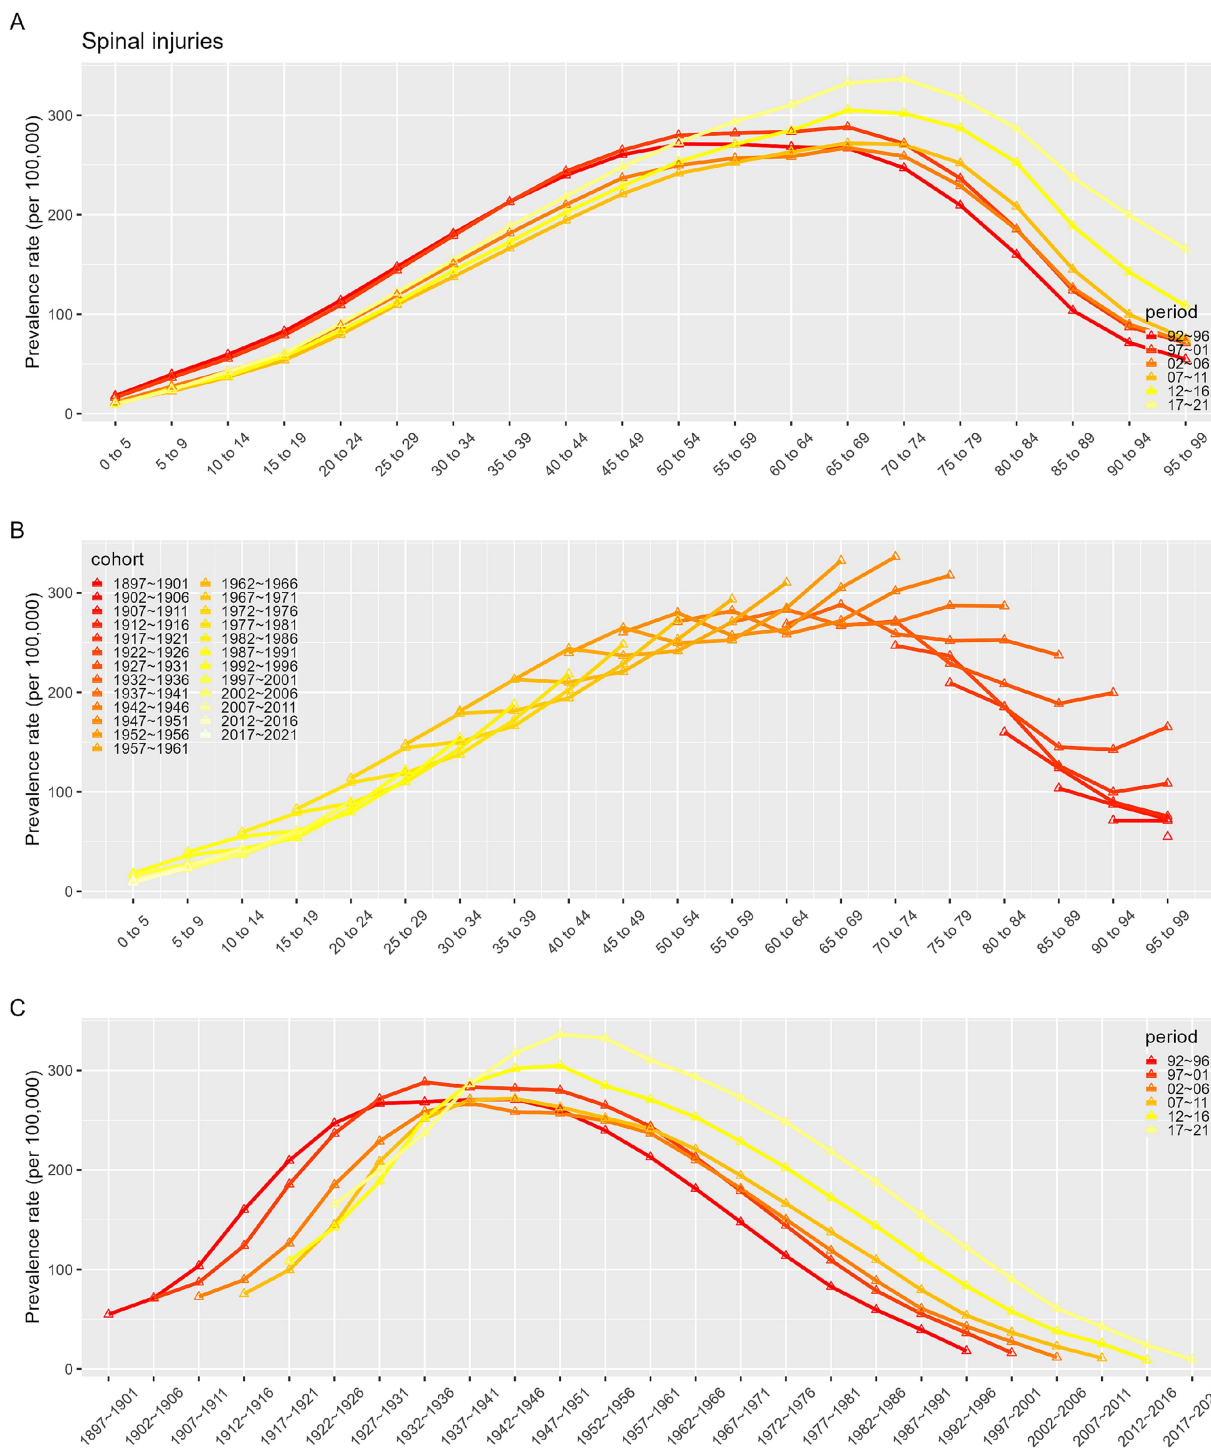 A
Spinal injuries
Prevalence rate (per 100,000)
300
200
100
0
period
92~96
97~01
02~06
07~11
12~16
17~21
0 to 5
5 to 9
10 to 14
15 to 19
20 to 24
25 to 29
30 to 34
35 to 39
40 to 44
45 to 49
50 to 54
55 to 59
60 to 64
65 to 69
70 to 74
75 to 79
80 to 84
85 to 89
90 to 94
95 to 99
B
Prevalence rate (per 100,000)
300
200
100
0
cohort
1897~1901
1902~1906
1907~1911
1912~1916
1917~1921
1922~1926
1927~1931
1932~1936
1937~1941
1942~1946
1947~1951
1952~1956
1957~1961
1962~1966
1967~1971
1972~1976
1977~1981
1982~1986
1987~1991
1992~1996
1997~2001
2002~2006
2007~2011
2012~2016
2017~2021
0 to 5
5 to 9
10 to 14
15 to 19
20 to 24
25 to 29
30 to 34
35 to 39
40 to 44
45 to 49
50 to 54
55 to 59
60 to 64
65 to 69
70 to 74
75 to 79
80 to 84
85 to 89
90 to 94
95 to 99
C
Prevalence rate (per 100,000)
300
200
100
0
period
92~96
97~01
02~06
07~11
12~16
17~21
1897~1901
1902~1906
1907~1911
1912~1916
1917~1921
1922~1926
1927~1931
1932~1936
1937~1941
1942~1946
1947~1951
1952~1956
1957~1961
1962~1966
1967~1971
1972~1976
1977~1981
1982~1986
1987~1991
1992~1996
1997~2001
2002~2006
2007~2011
2012~2016